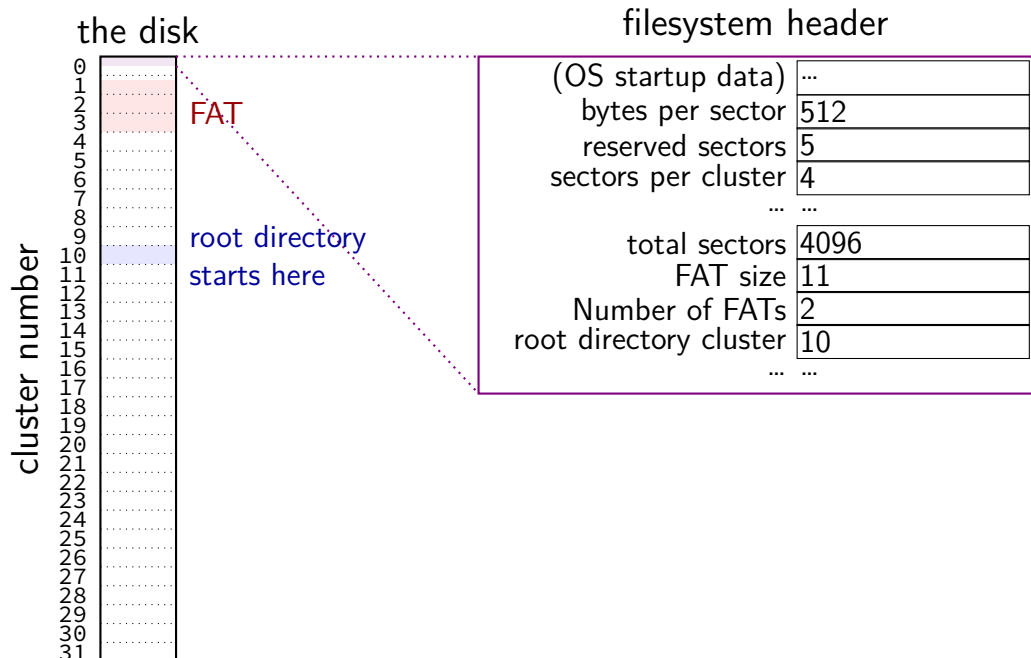 the disk
filesystem header
cluster number
0
1
2
3
4
5
6
7
8
9
10
11
12
13
14
15
16
17
18
19
20
21
22
23
24
25
26
27
28
29
30
31
FAT
root directory
starts here
(OS startup data) ...
bytes per sector 512
reserved sectors 5
sectors per cluster 4
... ...
total sectors 4096
FAT size 11
Number of FATs 2
root directory cluster 10
... ...